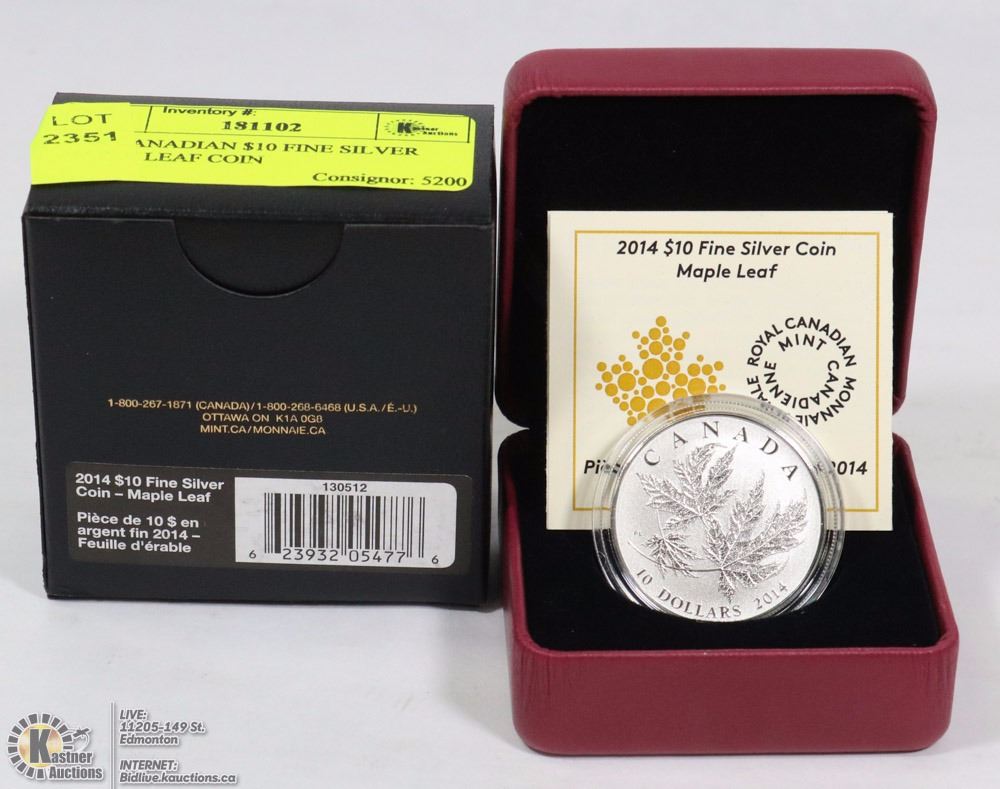 LOT
2351
Inventory #:
181102
Kastner
Auctions
CANADIAN $10 FINE SILVER
LEAF COIN
Consignor: 5200
1-800-267-1871 (CANADA)/1-800-268-6468 (U.S.A./É.-U.)
OTTAWA ON K1A 0G8
MINT.CA/MONNAIE.CA
2014 $10 Fine Silver
Coin – Maple Leaf
Pièce de 10 $ en
argent fin 2014 –
Feuille d'érable
130512
6 23932 05477 6
2014 $10 Fine Silver Coin
Maple Leaf
ROYAL CANADIAN MINT
MONNAIE CANADIENNE
2014
CANADA
10 DOLLARS 2014
Kastner
Auctions
LIVE:
11205-149 St.
Edmonton
INTERNET:
Bidlive.kauctions.ca